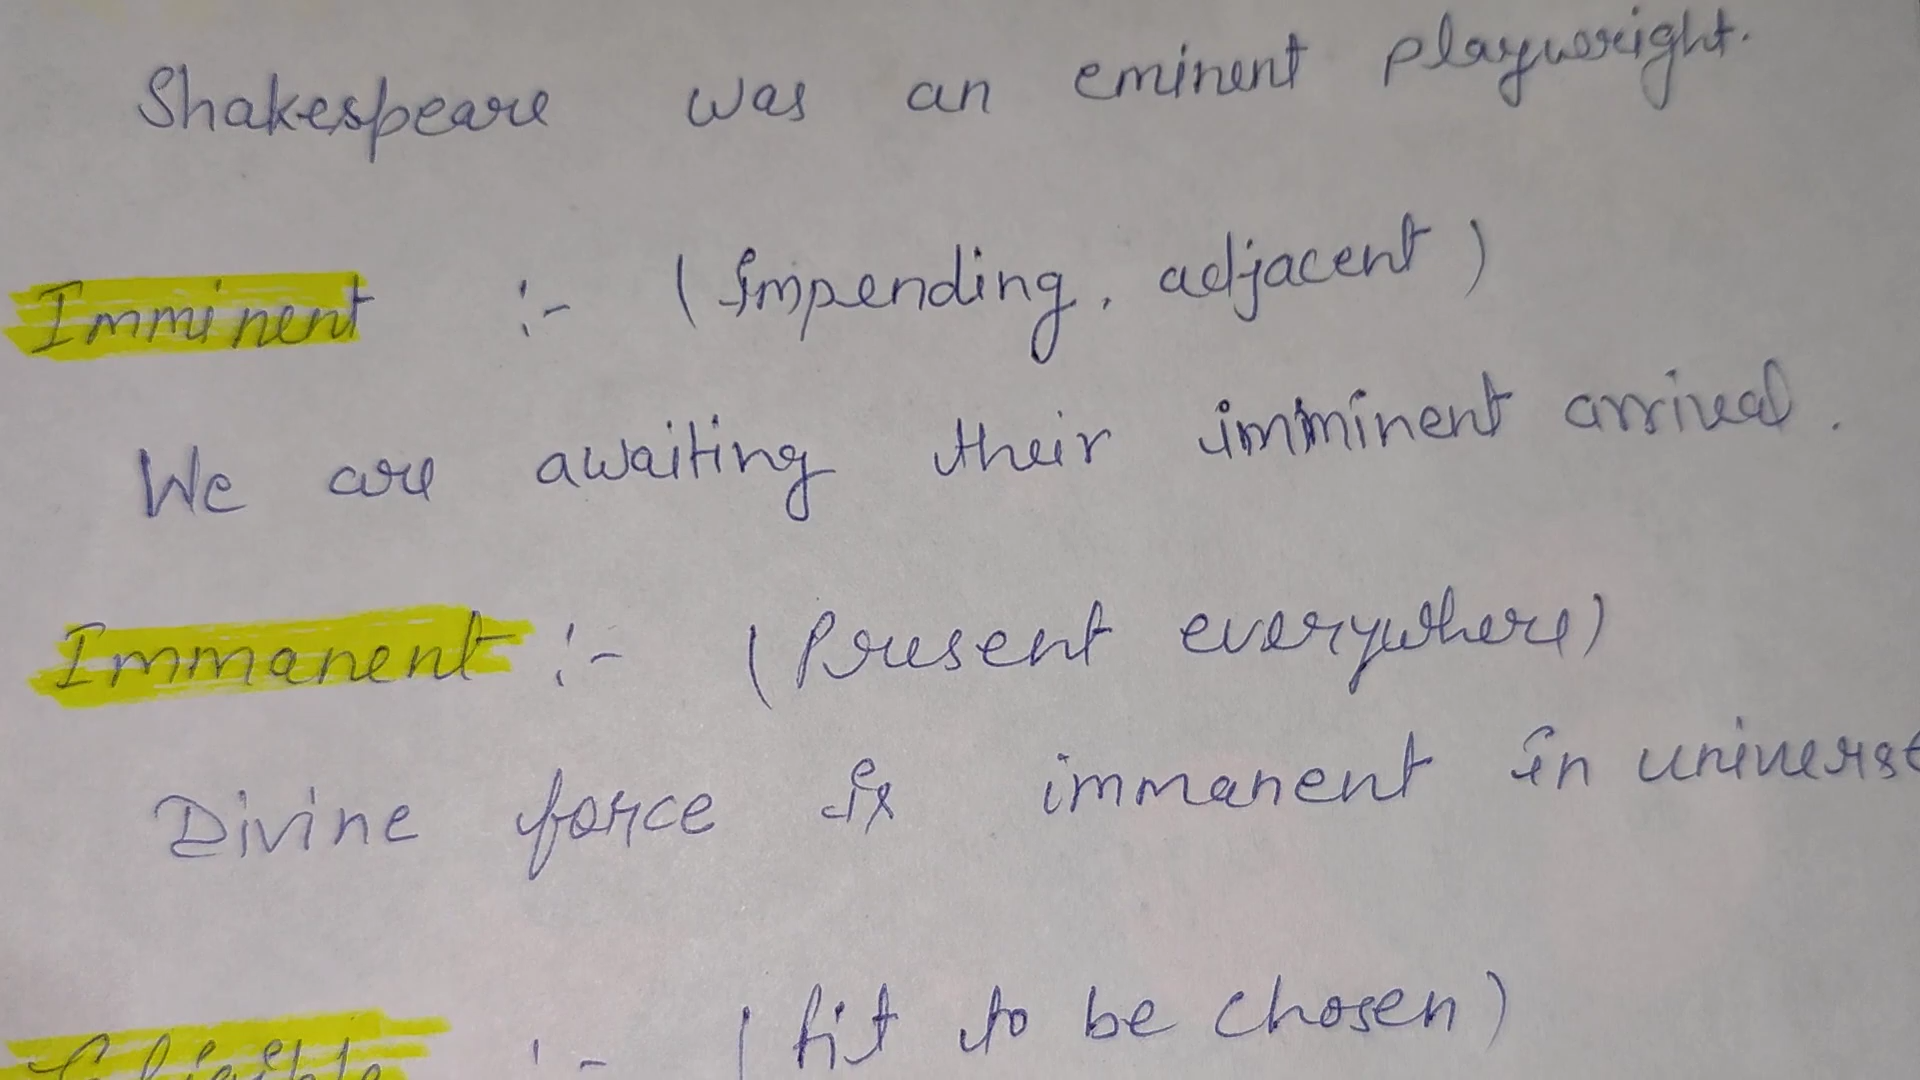 Shakespeare was an eminent playwright.
Imminent :- (Impending, adjacent)
We are awaiting their imminent arrival.
Immanent :- (Present everywhere)
Divine force is immanent in universe
Eligible :- (fit to be chosen)